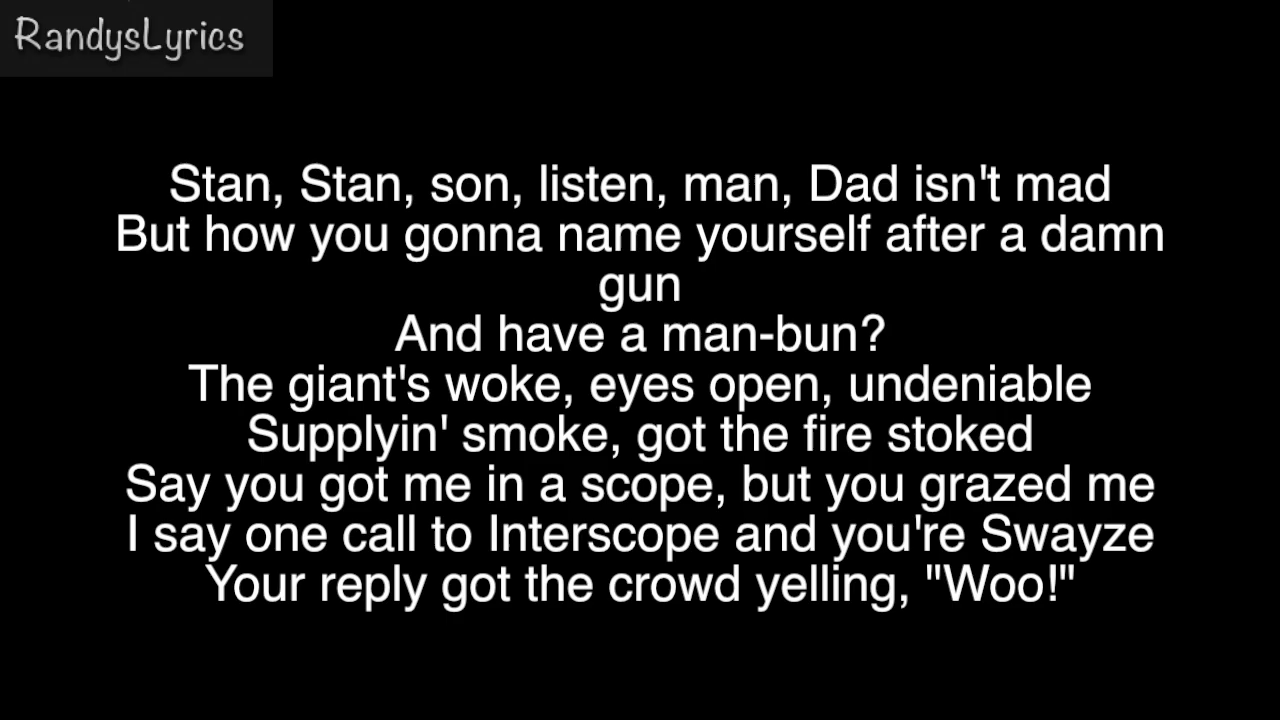 RandysLyrics
Stan, Stan, son, listen, man, Dad isn't mad
But how you gonna name yourself after a damn
gun
And have a man-bun?
The giant's woke, eyes open, undeniable
Supplyin' smoke, got the fire stoked
Say you got me in a scope, but you grazed me
I say one call to Interscope and you're Swayze
Your reply got the crowd yelling, "Woo!"